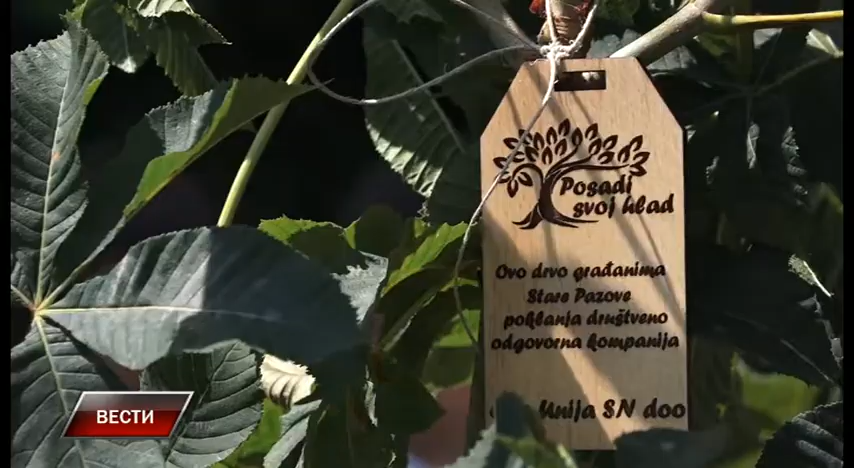 Posadi
svoj hlad
Ovo drvo građanima
Stare Pazove
poklanja društveno
odgovorna kompanija
Unija SN doo
ВЕСТИ